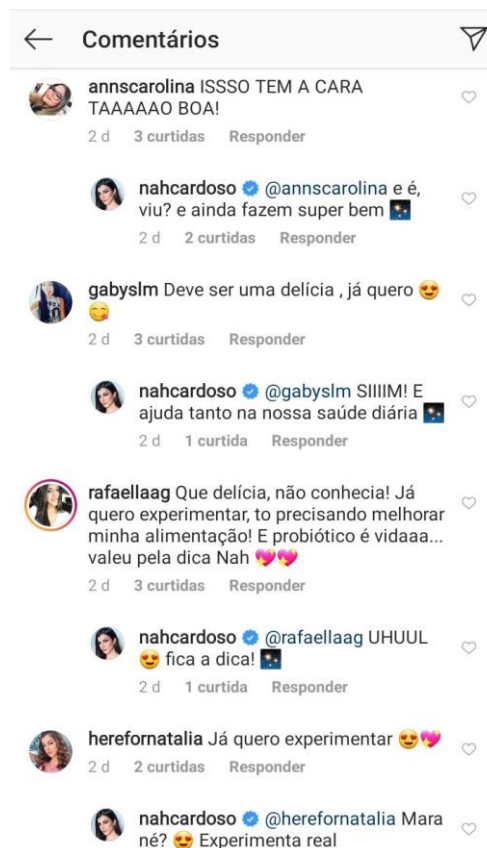 Comentários
annscarolina ISSSO TEM A CARA
TAAAAAO BOA!
2 d 3 curtidas Responder
nahcardoso @annscarolina e é,
viu? e ainda fazem super bem 🌠
2 d 2 curtidas Responder
gabyslm Deve ser uma delícia , já quero 😍
😋
2 d 3 curtidas Responder
nahcardoso @gabyslm SIIIM! E
ajuda tanto na nossa saúde diária 🌠
2 d 1 curtida Responder
rafaellaag Que delícia, não conhecia! Já
quero experimentar, to precisando melhorar
minha alimentação! E probiótico é vidaaa...
valeu pela dica Nah 💖💖
2 d 3 curtidas Responder
nahcardoso @rafaellaag UHUUL
😍 fica a dica! 🌠
2 d 1 curtida Responder
herefornatalia Já quero experimentar 😍💖
2 d 2 curtidas Responder
nahcardoso @herefornatalia Mara
né? 😍 Experimenta real